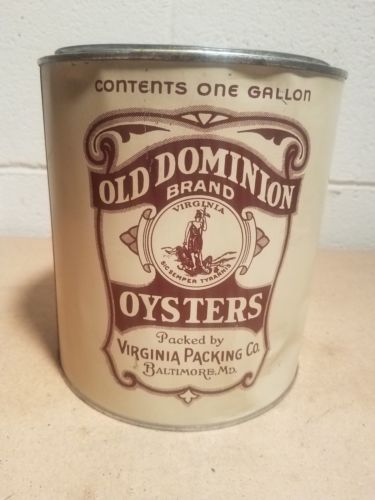 CONTENTS ONE GALLON
OLD DOMINION
BRAND
VIRGINIA
SIC SEMPER TYRANNIS
OYSTERS
Packed by
VIRGINIA PACKING CO.
BALTIMORE, MD.